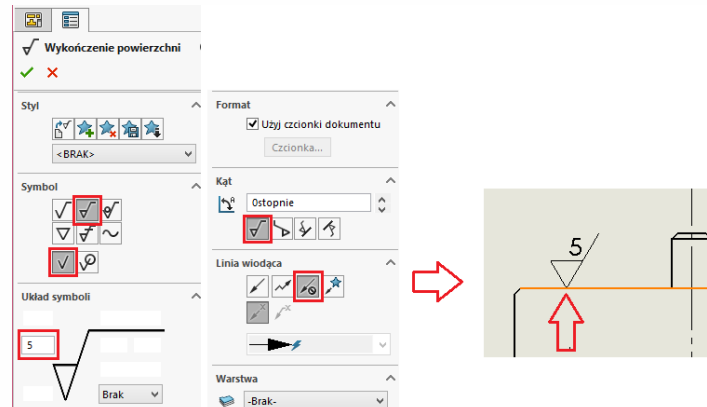 Wykończenie powierzchni
Styl
<BRAK>
Symbol
Układ symboli
5
Brak
Format
Użyj czcionki dokumentu
Czcionka...
Kąt
0stopnie
Linia wiodąca
Warstwa
-Brak-
5